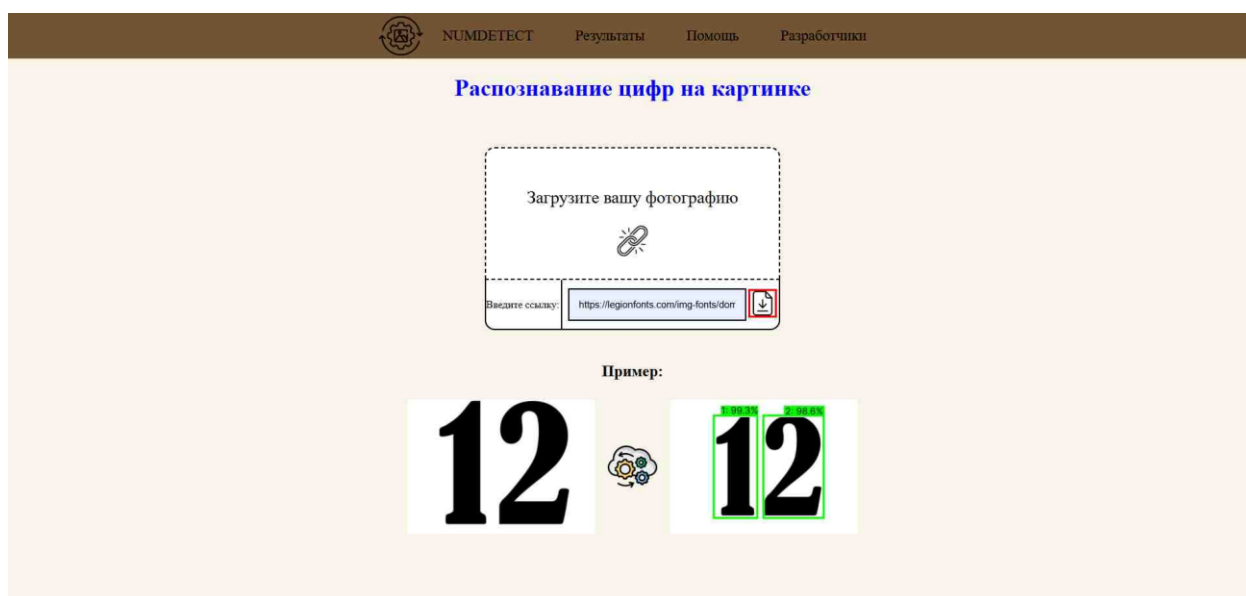 NUMDETECT Результаты Помощь Разработчики
Распознавание цифр на картинке
Загрузите вашу фотографию
Введите ссылку: https://legionfonts.com/img-fonts/dom
Пример:
1: 99.3% 2: 98.6%
12 12